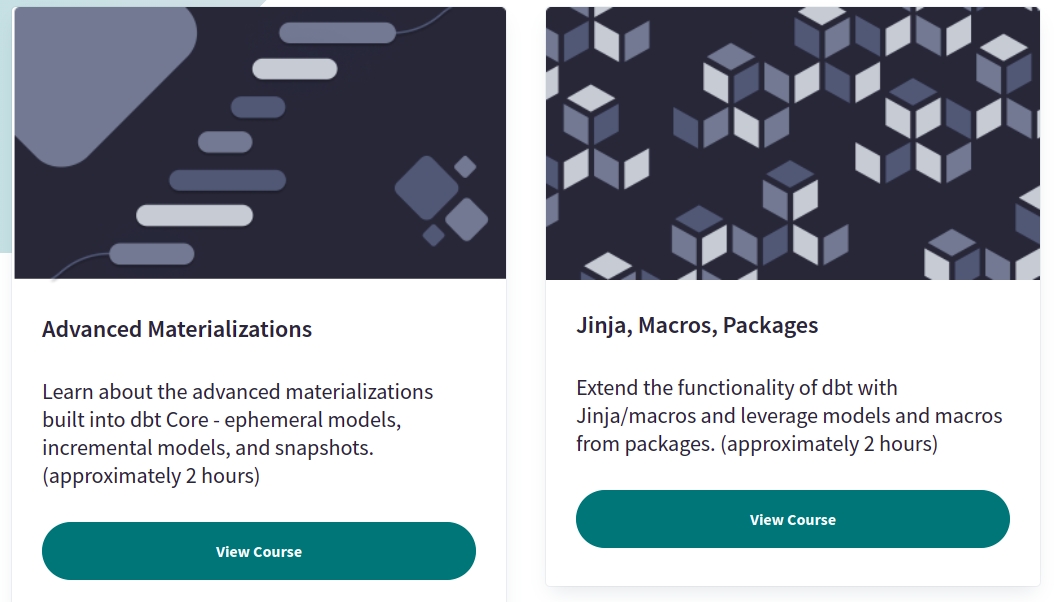 Advanced Materializations
Learn about the advanced materializations
built into dbt Core - ephemeral models,
incremental models, and snapshots.
(approximately 2 hours)
View Course
Jinja, Macros, Packages
Extend the functionality of dbt with
Jinja/macros and leverage models and macros
from packages. (approximately 2 hours)
View Course